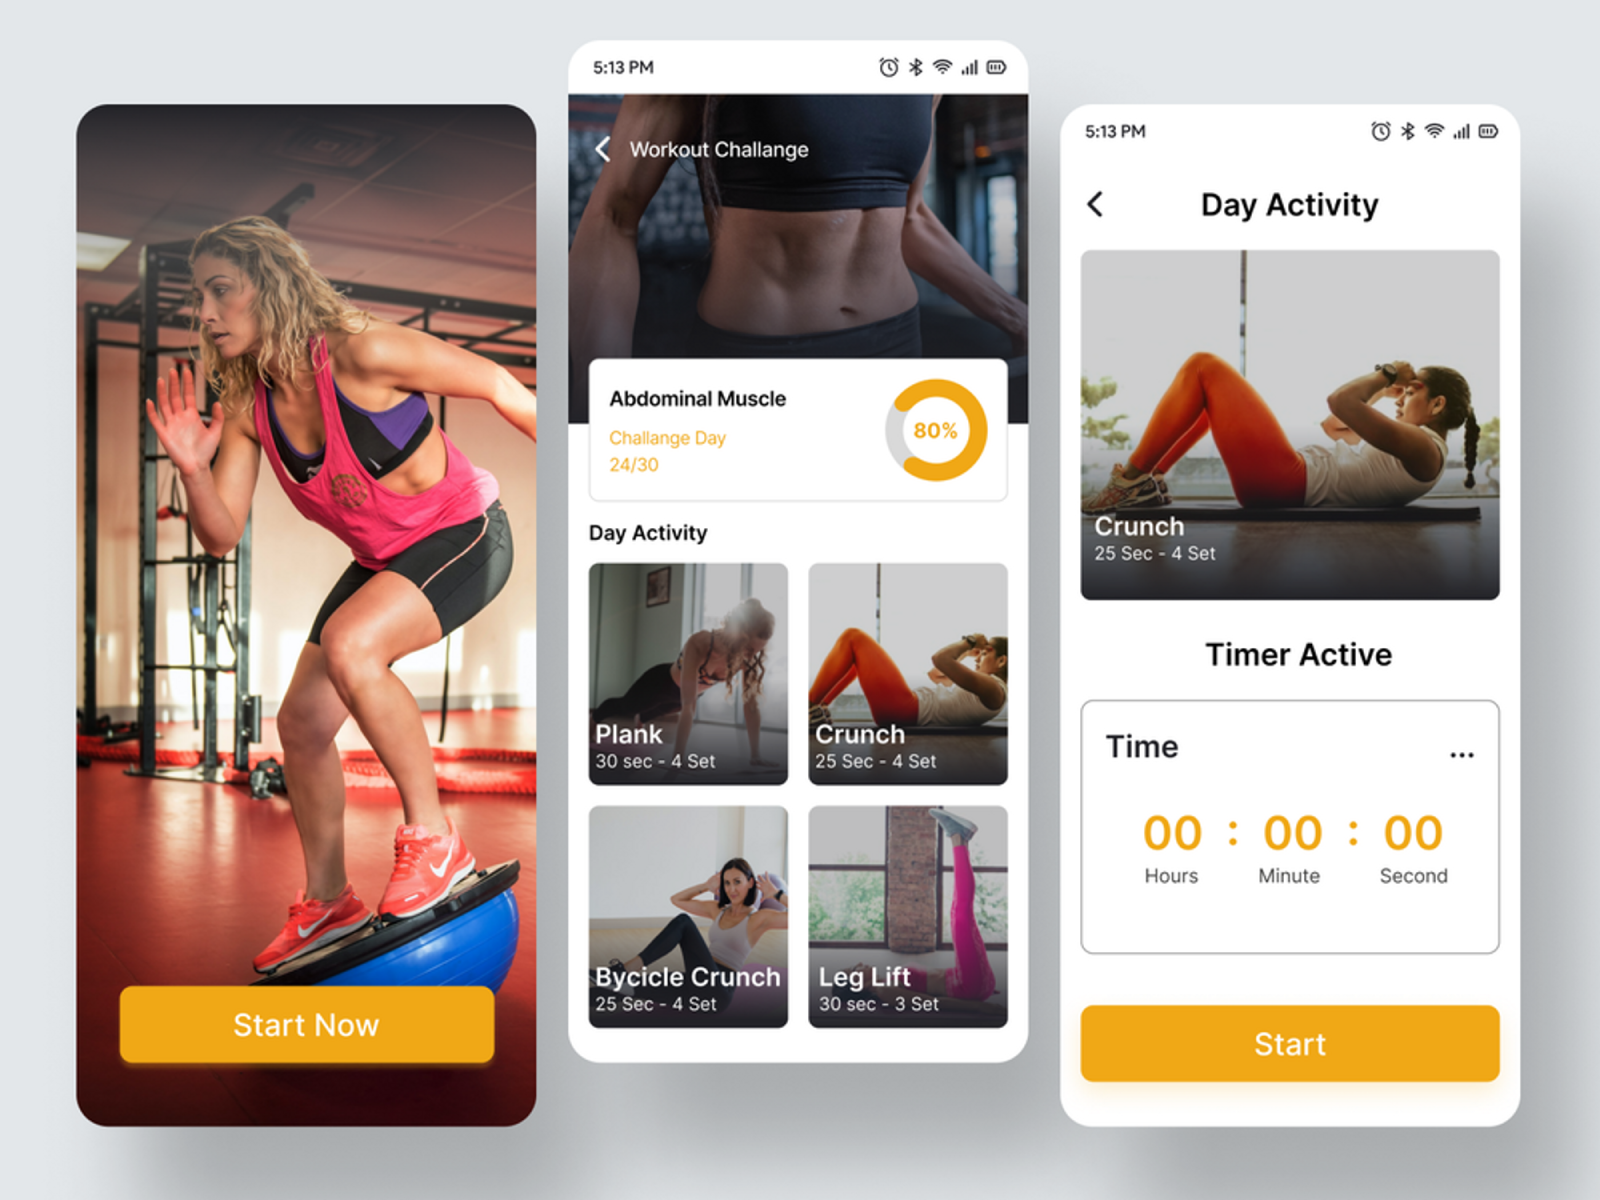 Start Now
5:13 PM
Workout Challange
Abdominal Muscle
Challange Day
24/30
80%
Day Activity
Plank
30 sec - 4 Set
Crunch
25 Sec - 4 Set
Bycicle Crunch
25 Sec - 4 Set
Leg Lift
30 sec - 3 Set
5:13 PM
Day Activity
Crunch
25 Sec - 4 Set
Timer Active
Time
...
00 : 00 : 00
Hours Minute Second
Start